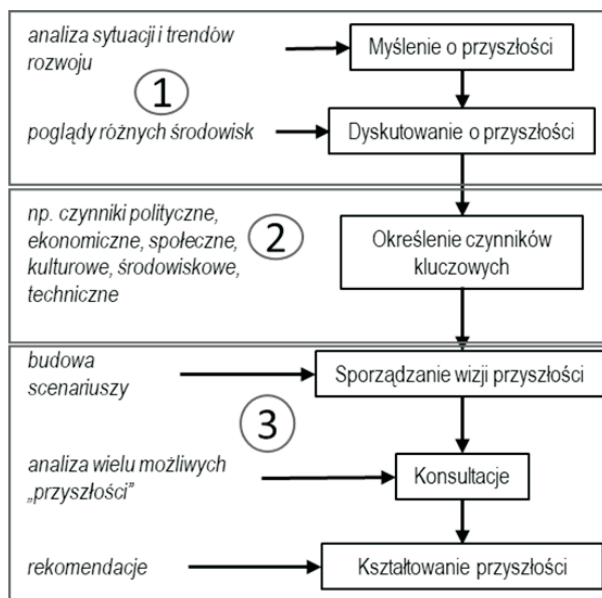 analiza sytuacji i trendów
rozwoju
Myślenie o przyszłości
1
poglądy różnych środowisk
Dyskutowanie o przyszłości
np. czynniki polityczne,
ekonomiczne, społeczne,
kulturowe, środowiskowe,
techniczne
2
Określenie czynników
kluczowych
budowa
scenariuszy
Sporządzanie wizji przyszłości
3
analiza wielu możliwych
„przyszłości”
Konsultacje
rekomendacje
Kształtowanie przyszłości